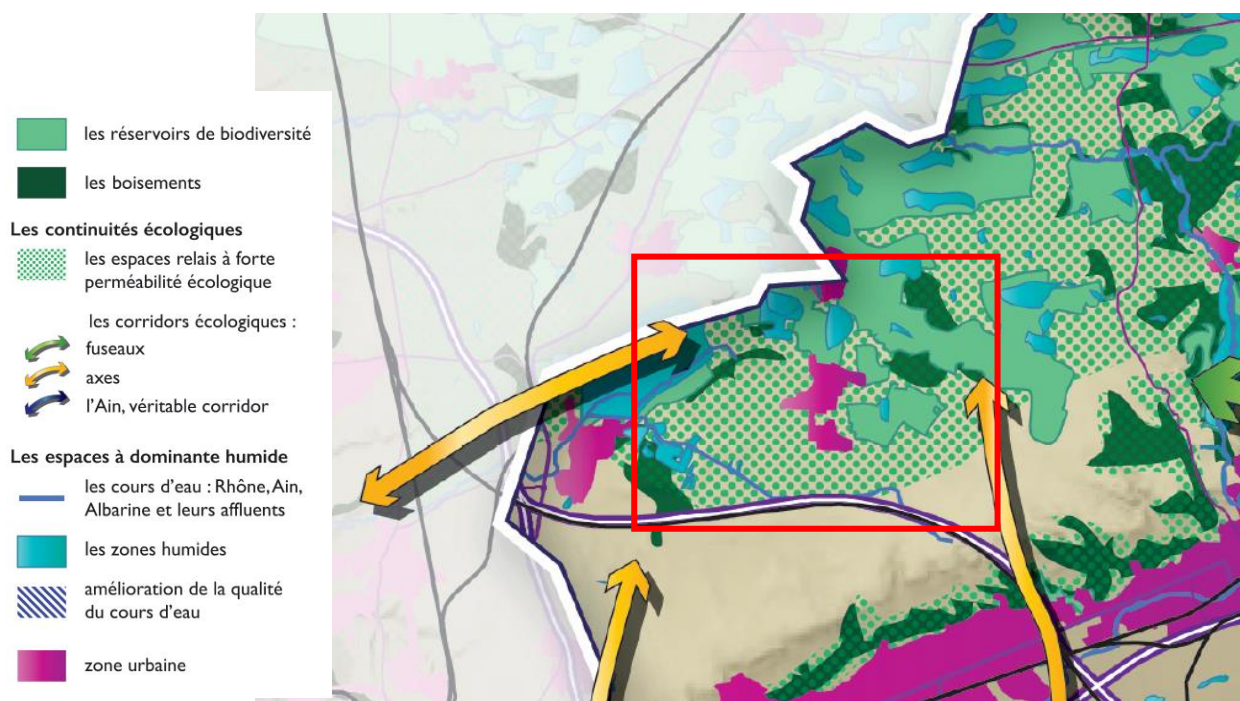 les réservoirs de biodiversité
les boisements
Les continuités écologiques
les espaces relais à forte
perméabilité écologique
les corridors écologiques :
fuseaux
axes
l'Ain, véritable corridor
Les espaces à dominante humide
les cours d'eau : Rhône, Ain,
Albarine et leurs affluents
les zones humides
amélioration de la qualité
du cours d'eau
zone urbaine